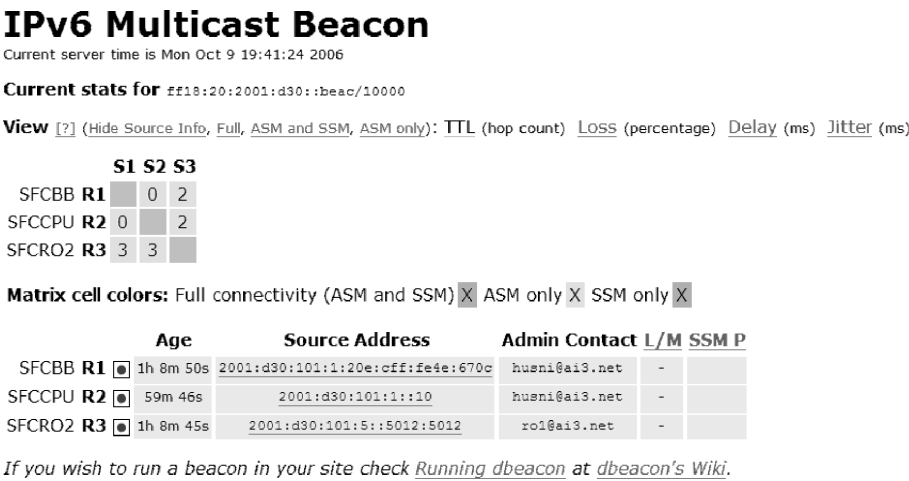 IPv6 Multicast Beacon
Current server time is Mon Oct 9 19:41:24 2006
Current stats for ff18:20:2001:d30::beac/10000
View [?] (Hide Source Info, Full, ASM and SSM, ASM only): TTL (hop count) Loss (percentage) Delay (ms) Jitter (ms)
S1 S2 S3
SFCBB R1 0 2
SFCCPU R2 0 2
SFCRO2 R3 3 3
Matrix cell colors: Full connectivity (ASM and SSM) X ASM only X SSM only X
Age Source Address Admin Contact L/M SSM P
SFCBB R1 1h 8m 50s 2001:d30:101:1:20e:cff:fe4e:670c husni@ai3.net -
SFCCPU R2 59m 46s 2001:d30:101:1::10 husni@ai3.net -
SFCRO2 R3 1h 8m 45s 2001:d30:101:5::5012:5012 rol@ai3.net -
If you wish to run a beacon in your site check Running dbeacon at dbeacon's Wiki.